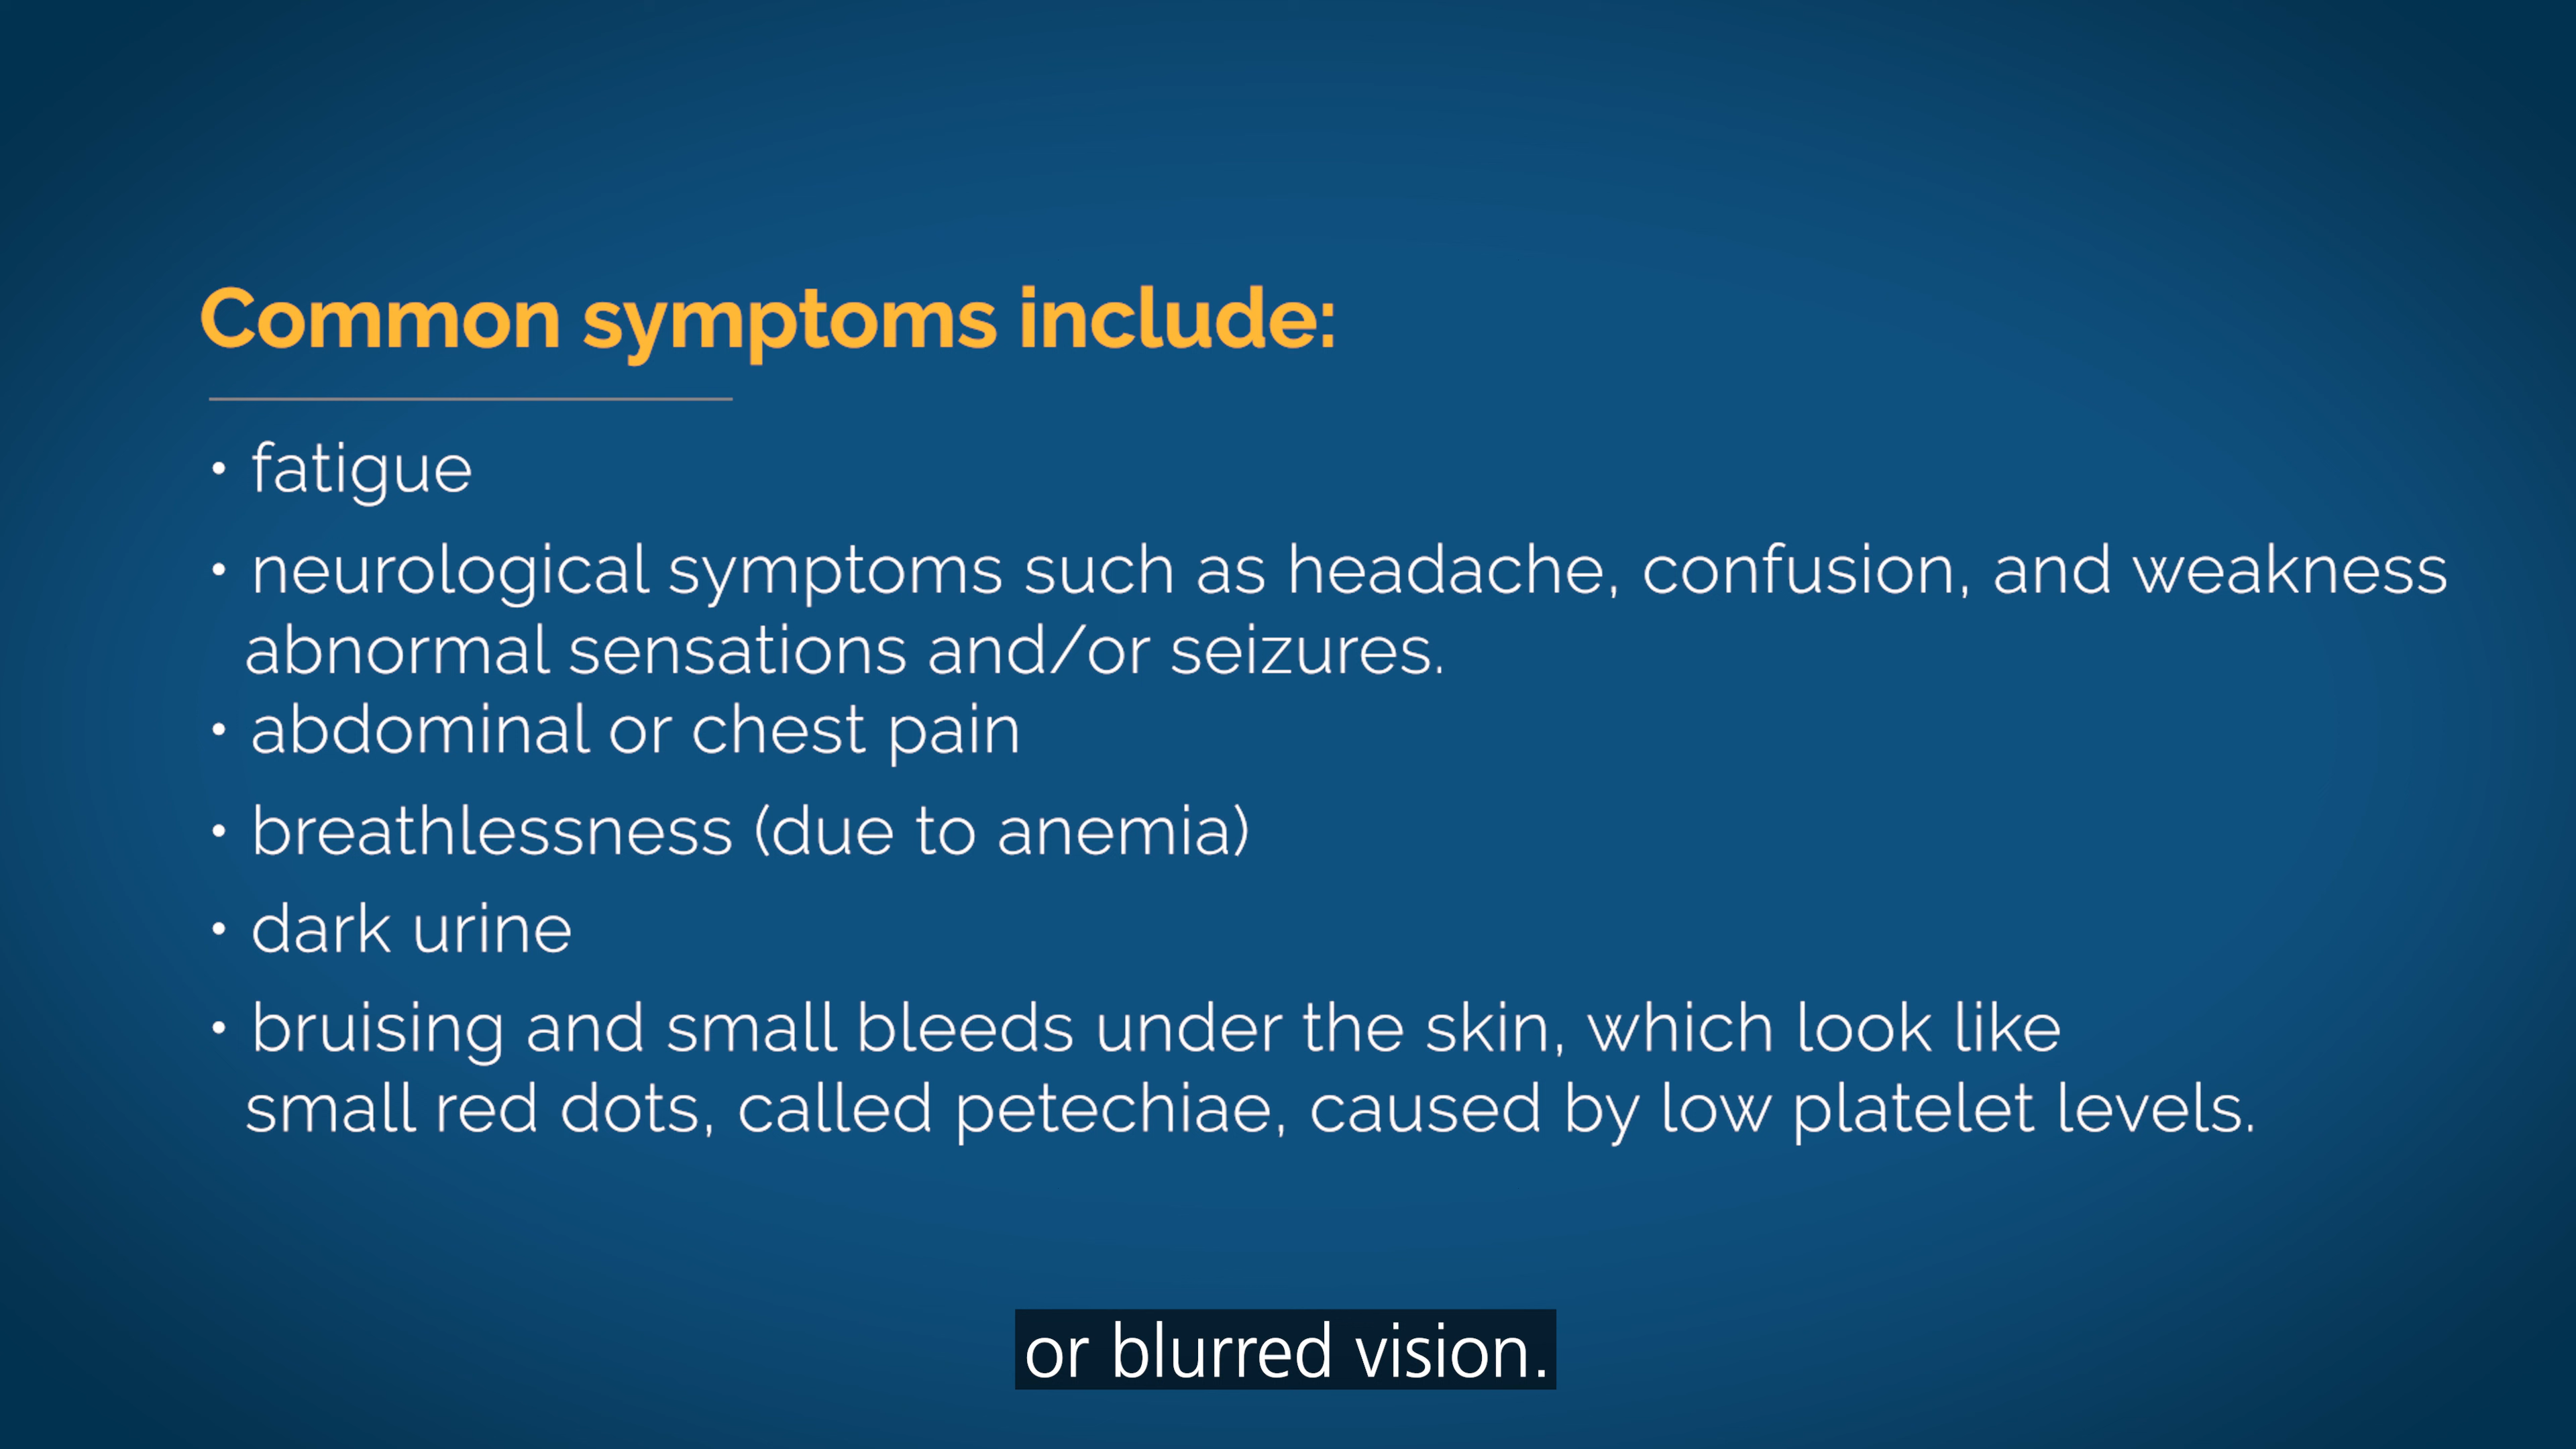 Common symptoms include:
• fatigue
• neurological symptoms such as headache, confusion, and weakness
abnormal sensations and/or seizures.
• abdominal or chest pain
• breathlessness (due to anemia)
• dark urine
• bruising and small bleeds under the skin, which look like
small red dots, called petechiae, caused by low platelet levels.
or blurred vision.